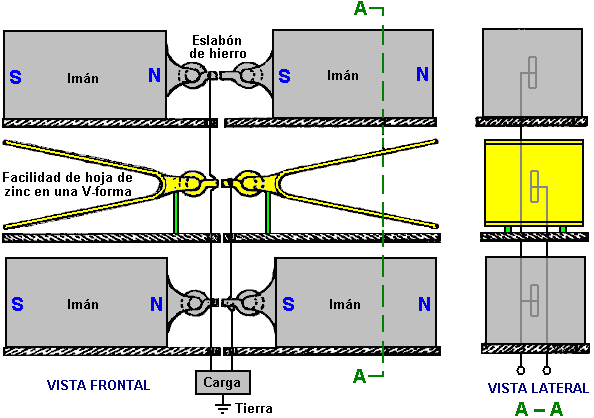 A
Eslabón
de hierro
S Imán N S Imán N
Facilidad de hoja de
zinc en una V-forma
S Imán N S Imán N
A
VISTA FRONTAL Carga VISTA LATERAL
Tierra A – A